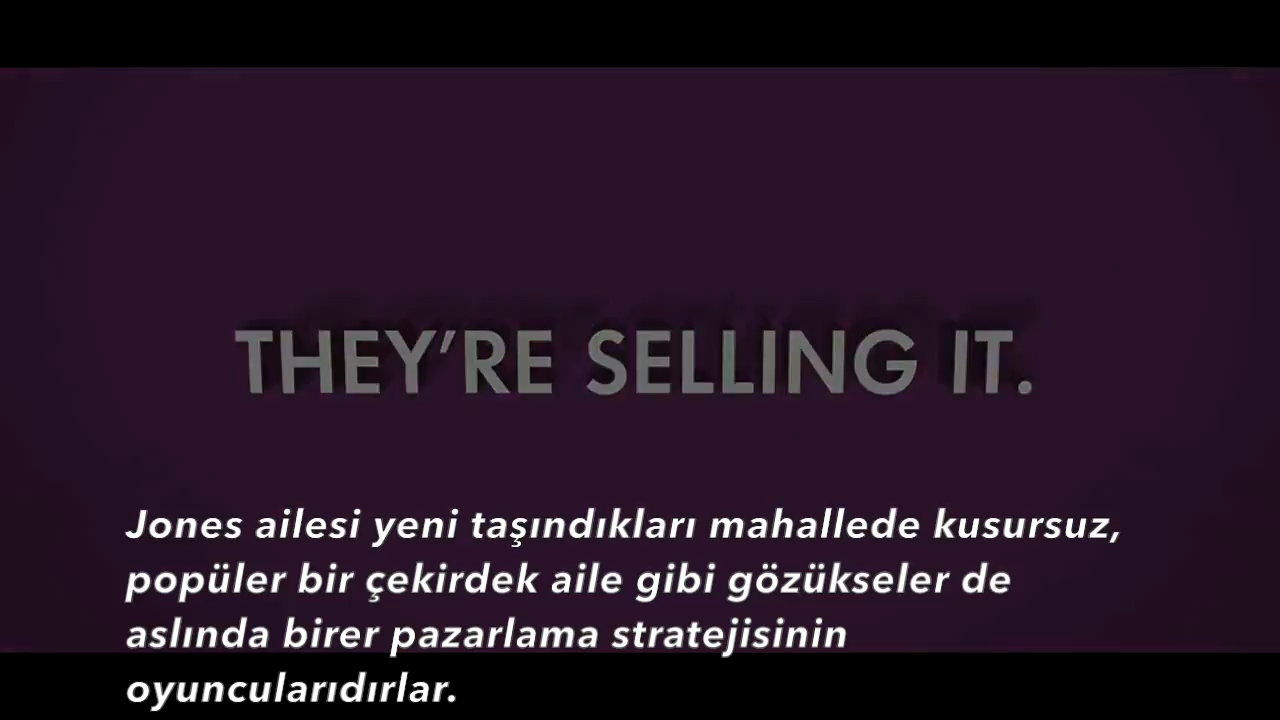 THEY'RE SELLING IT.
Jones ailesi yeni taşındıkları mahallede kusursuz,
popüler bir çekirdek aile gibi gözükseler de
aslında birer pazarlama stratejisinin
oyuncularıdırlar.